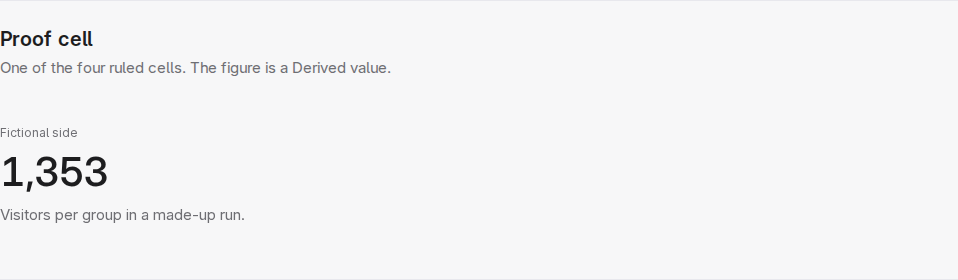 Proof cell
One of the four ruled cells. The figure is a Derived value.
Fictional side
1,353
Visitors per group in a made-up run.